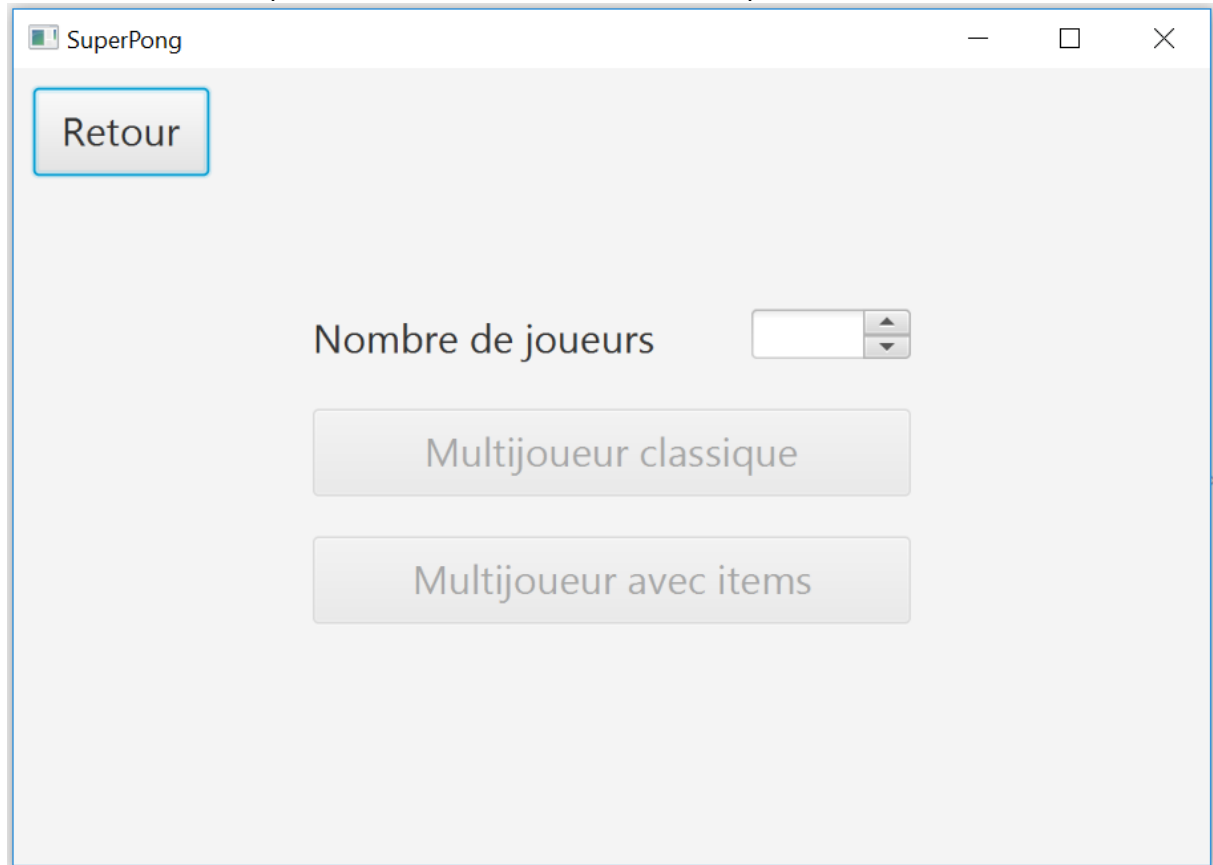 SuperPong
Retour
Nombre de joueurs
Multijoueur classique
Multijoueur avec items